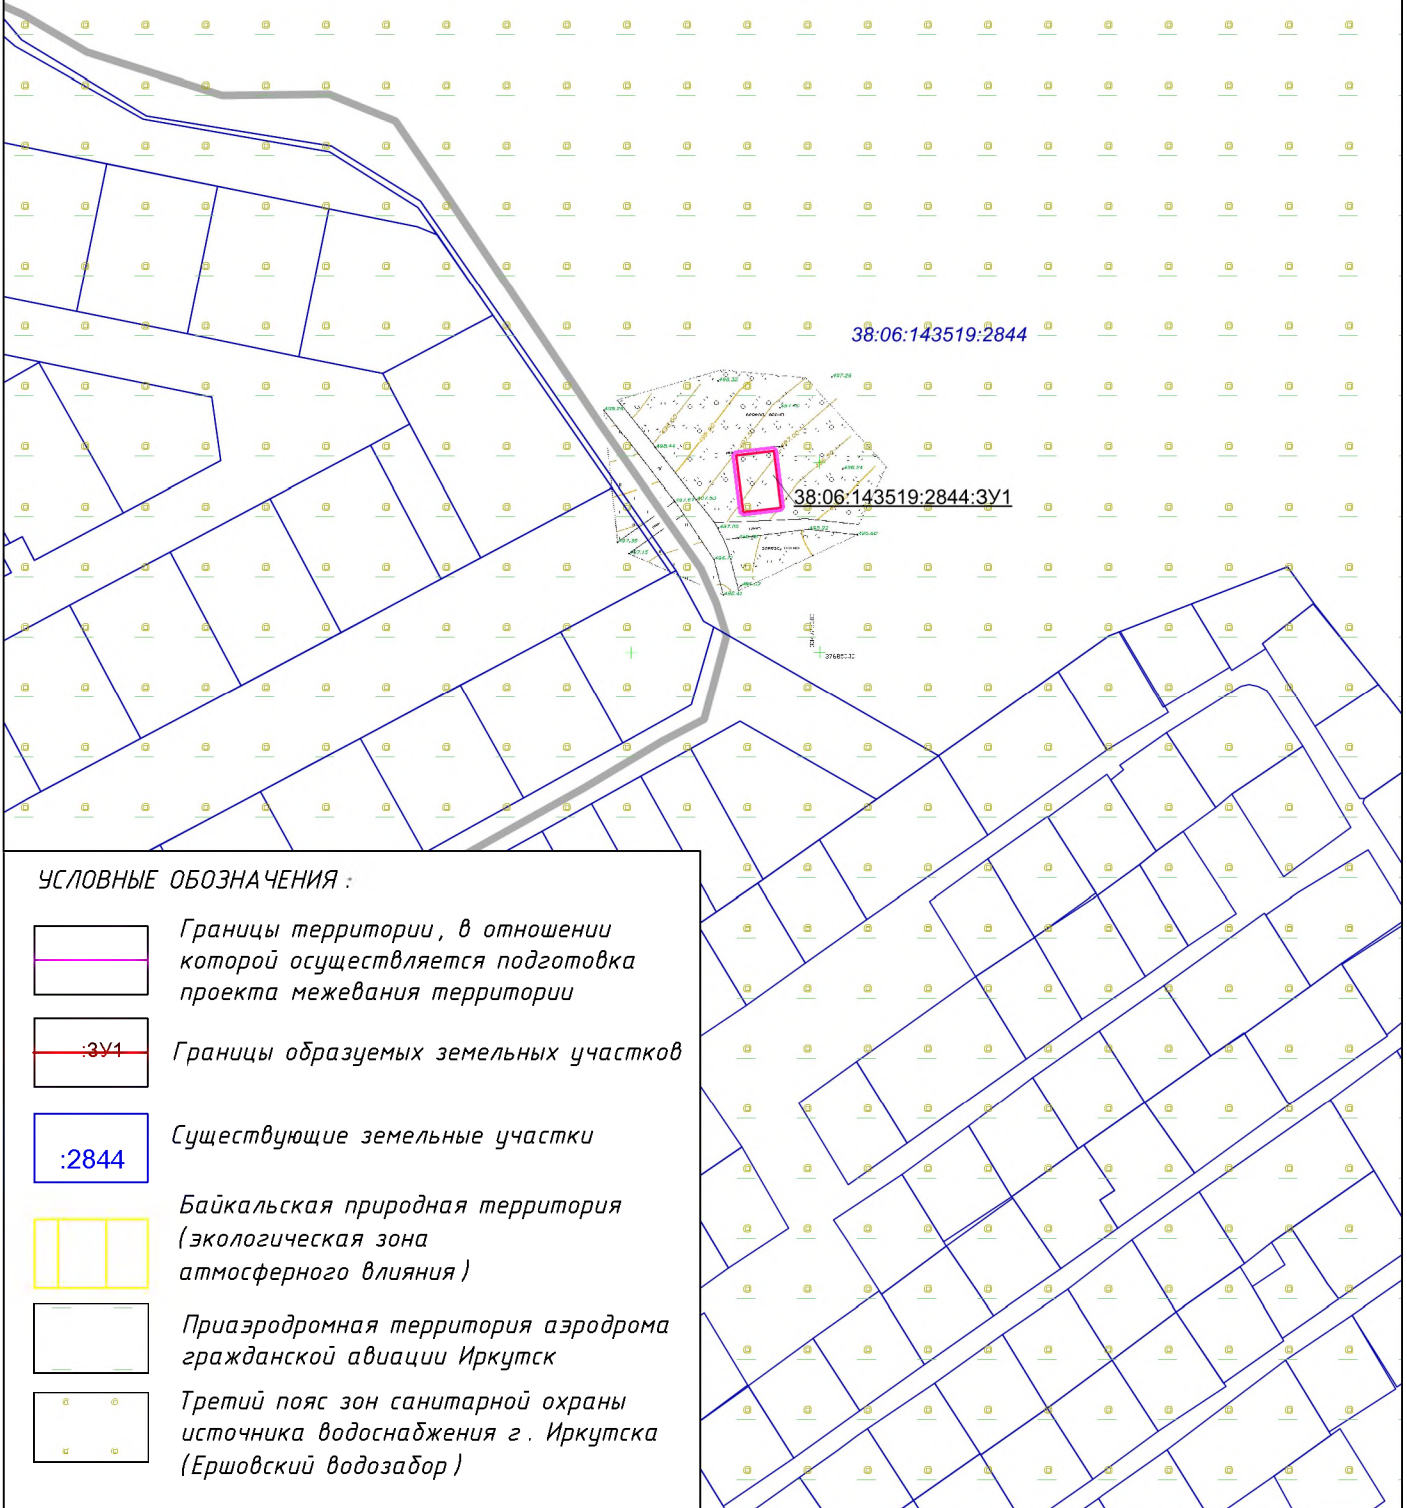 38:06:143519:2844
38:06:143519:2844:ЗУ1
УСЛОВНЫЕ ОБОЗНАЧЕНИЯ :
Границы территории, в отношении
которой осуществляется подготовка
проекта межевания территории
:ЗУ1
Границы образуемых земельных участков
Существующие земельные участки
:2844
Байкальская природная территория
(экологическая зона
атмосферного влияния)
Приаэродромная территория аэродрома
гражданской авиации Иркутск
Третий пояс зон санитарной охраны
источника водоснабжения г. Иркутска
(Ершовский водозабор)